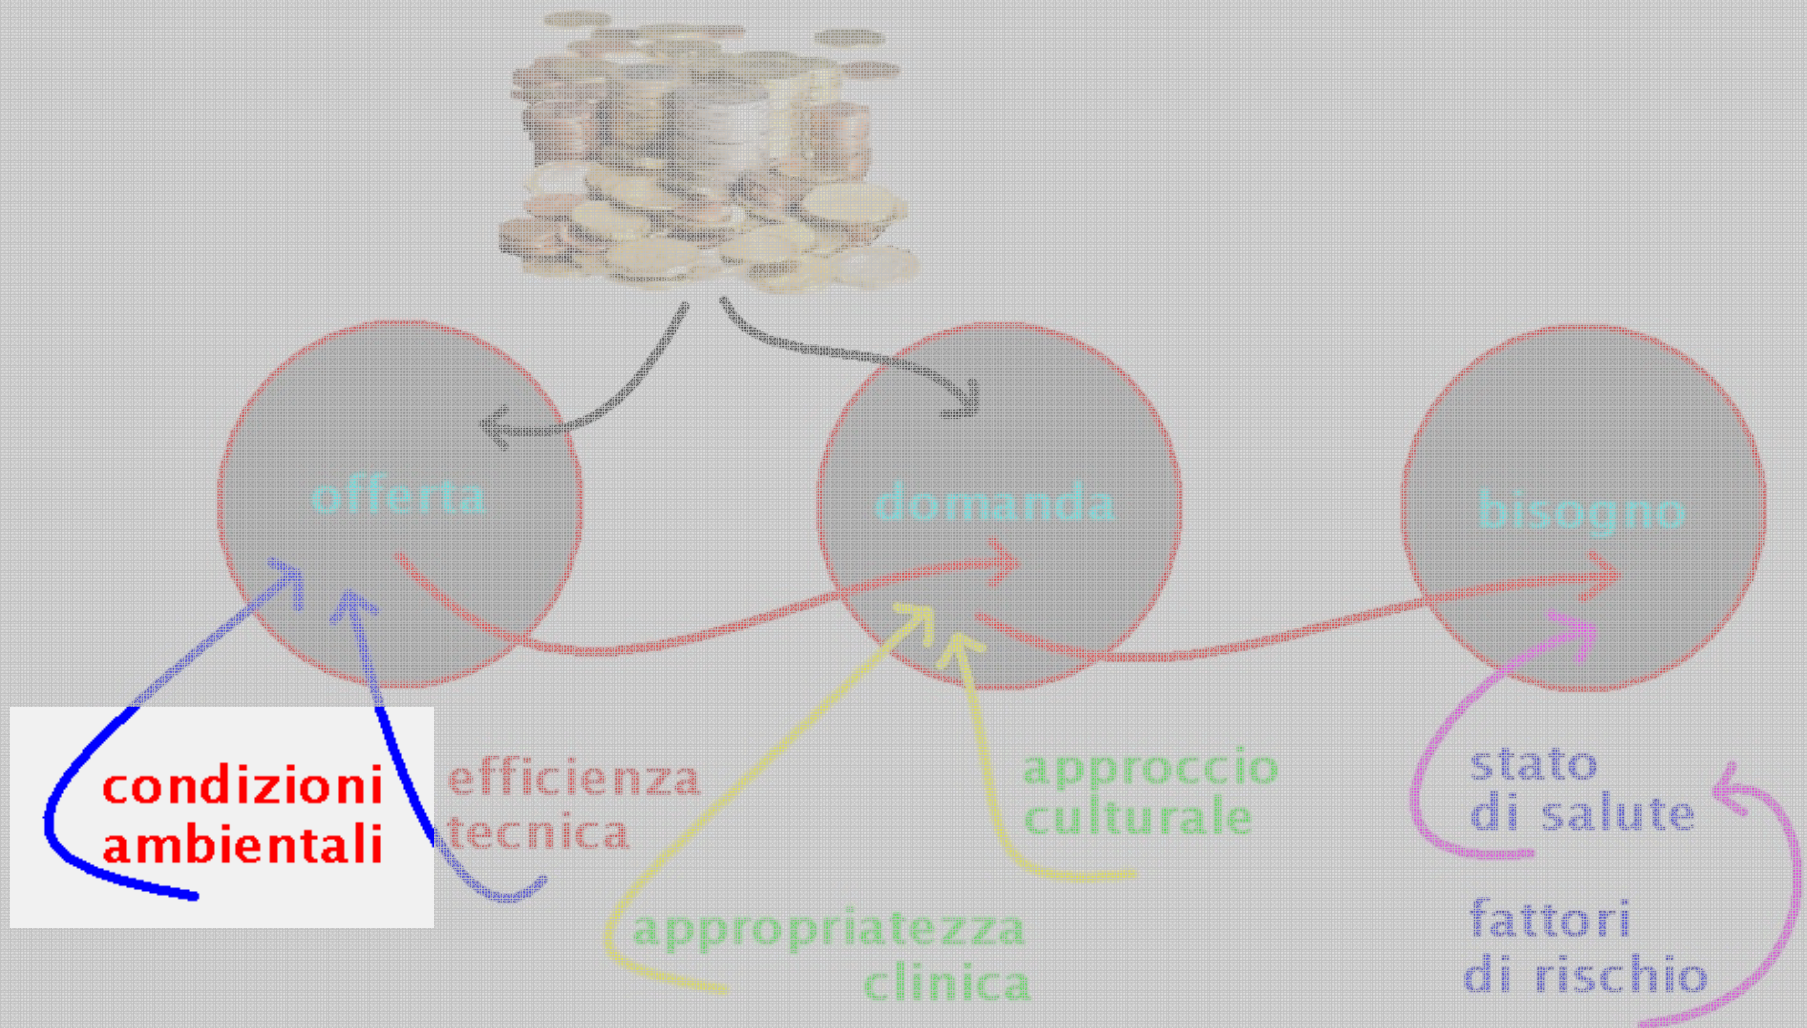 offerta
domanda
bisogno
condizioni
ambientali
efficienza
tecnica
approccio
culturale
appropriatezza
clinica
stato
di salute
fattori
di rischio